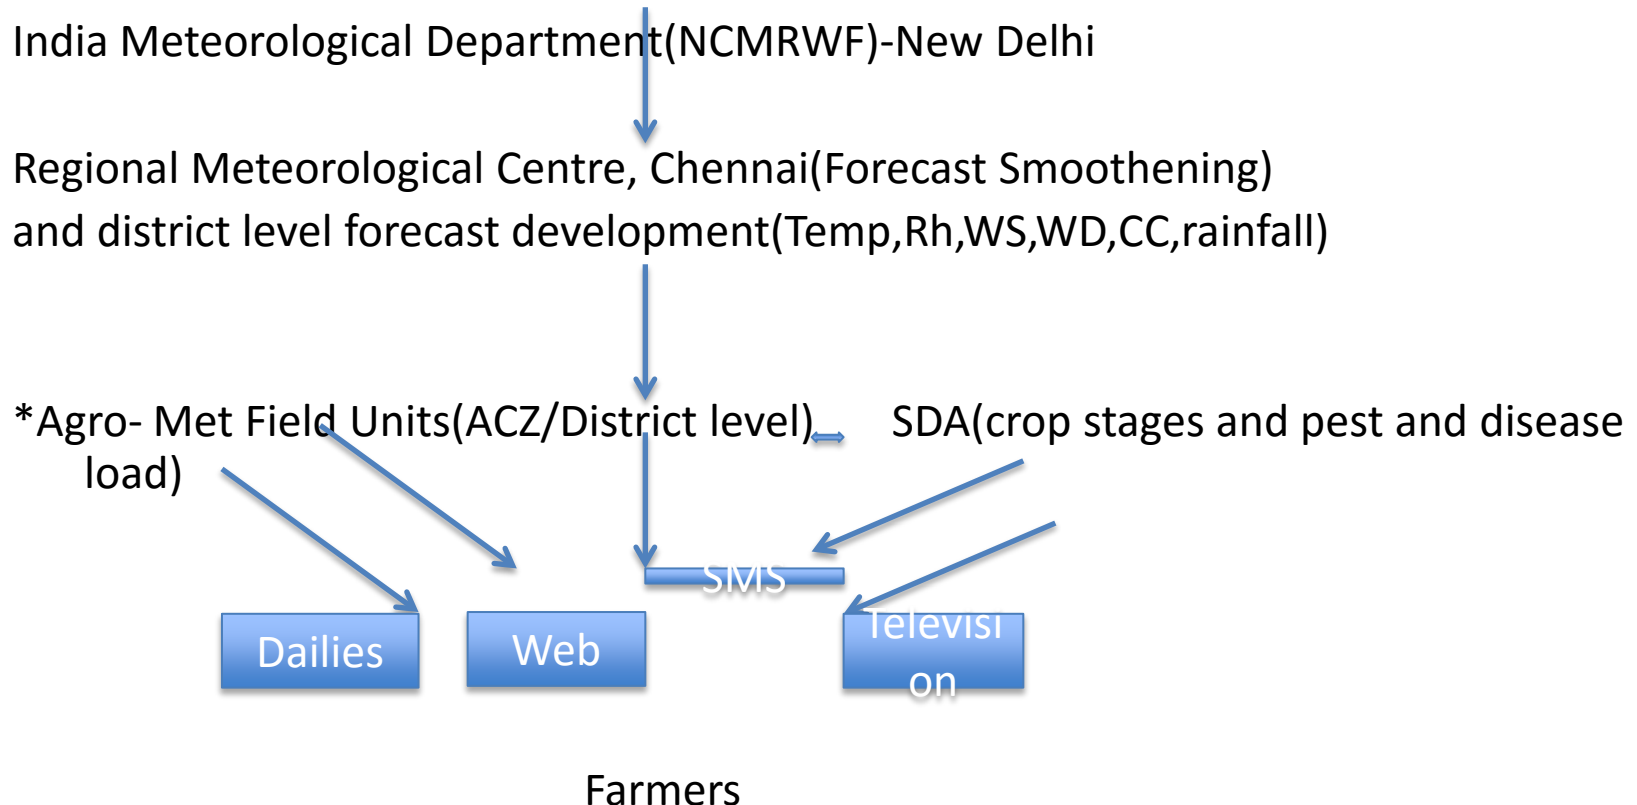 India Meteorological Department(NCMRWF)-New Delhi
Regional Meteorological Centre, Chennai(Forecast Smoothening)
and district level forecast development(Temp,Rh,WS,WD,CC,rainfall)
*Agro- Met Field Units(ACZ/District level) SDA(crop stages and pest and disease
load)
SMS
Dailies
Web
Televisi
on
Farmers